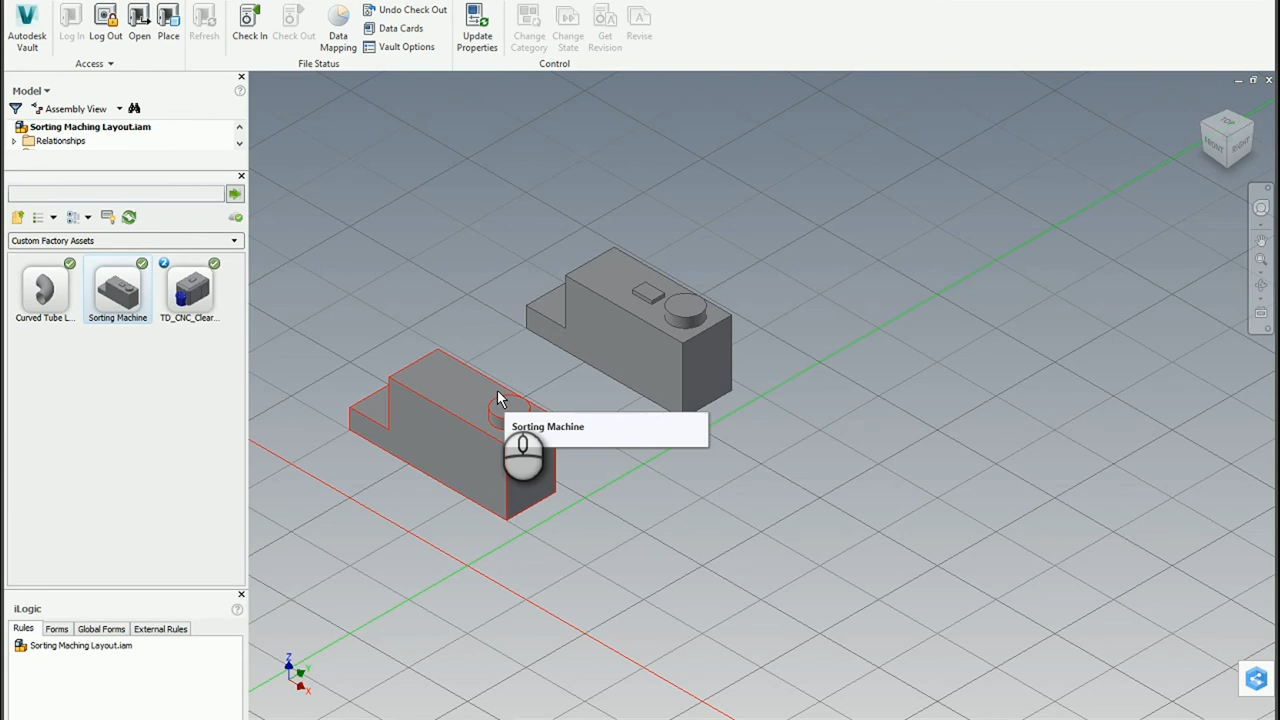 Autodesk Vault
Log In
Log Out
Open
Place
Refresh
Access
Check In
Check Out
Data Mapping
Undo Check Out
Data Cards
Vault Options
File Status
Update Properties
Change Category
Change State
Get Revision
Revise
Control
Model
Assembly View
Sorting Maching Layout.iam
Relationships
Custom Factory Assets
Curved Tube L...
Sorting Machine
TD_CNC_Clear...
iLogic
Rules
Forms
Global Forms
External Rules
Sorting Maching Layout.iam
TOP
FRONT
RIGHT
Sorting Machine
Z
Y
X